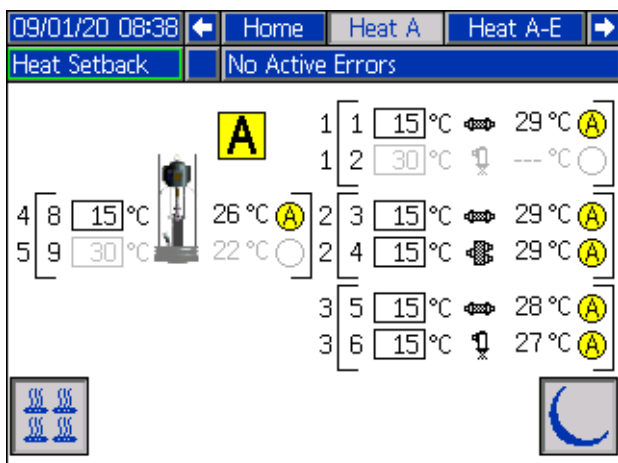 09/01/20 08:38 Home Heat A Heat A-E
Heat Setback No Active Errors
A
1 1 15 °C 29 °C A
1 2 30 °C --- °C
4 8 15 °C 26 °C A 2 3 15 °C 29 °C A
5 9 30 °C 22 °C 2 4 15 °C 29 °C A
3 5 15 °C 28 °C A
3 6 15 °C 27 °C A